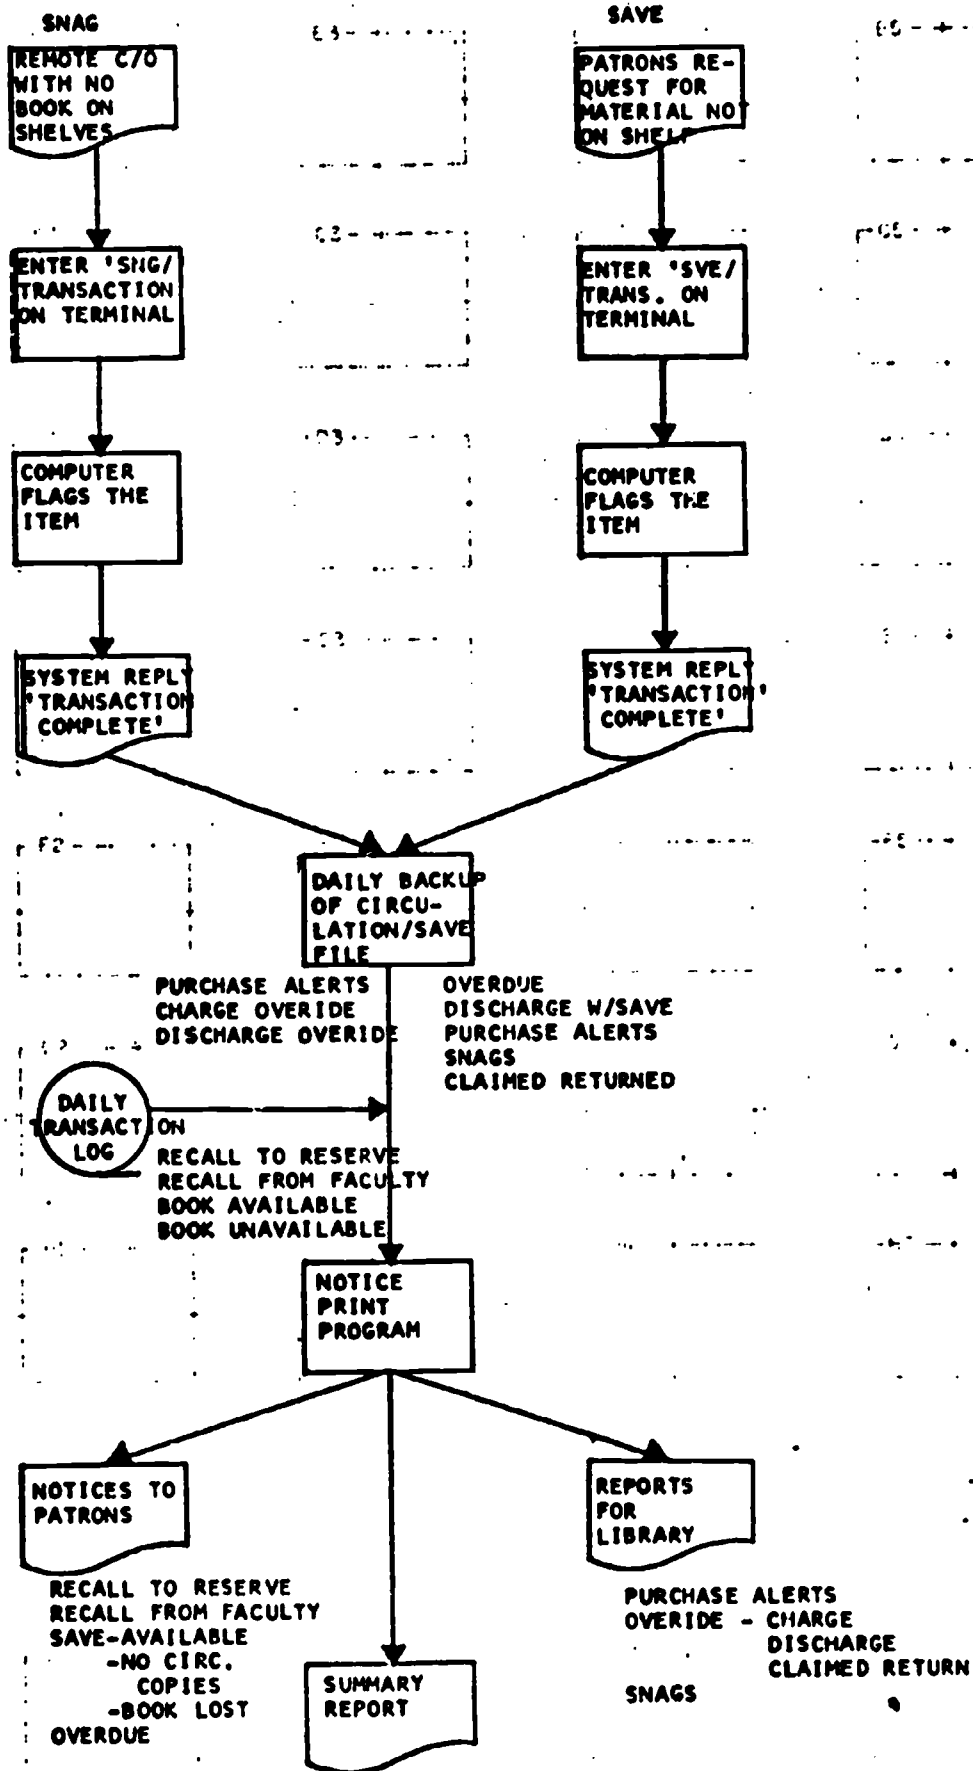 SNAG
REMOTE C/O
WITH NO
BOOK ON
SHELVES
ENTER 'SNG/
TRANSACTION
ON TERMINAL
COMPUTER
FLAGS THE
ITEM
SYSTEM REPLY
'TRANSACTION
COMPLETE'
SAVE
PATRONS RE-
QUEST FOR
MATERIAL NOT
ON SHELF
ENTER 'SVE/
TRANS. ON
TERMINAL
COMPUTER
FLAGS THE
ITEM
SYSTEM REPLY
'TRANSACTION'
COMPLETE'
DAILY BACKUP
OF CIRCU-
LATION/SAVE
FILE
PURCHASE ALERTS
CHARGE OVERIDE
DISCHARGE OVERIDE
OVERDUE
DISCHARGE W/SAVE
PURCHASE ALERTS
SNAGS
CLAIMED RETURNED
DAILY
TRANSACTION
LOG
RECALL TO RESERVE
RECALL FROM FACULTY
BOOK AVAILABLE
BOOK UNAVAILABLE
NOTICE
PRINT
PROGRAM
NOTICES TO
PATRONS
RECALL TO RESERVE
RECALL FROM FACULTY
SAVE-AVAILABLE
-NO CIRC.
COPIES
-BOOK LOST
OVERDUE
SUMMARY
REPORT
REPORTS
FOR
LIBRARY
PURCHASE ALERTS
OVERIDE - CHARGE
DISCHARGE
CLAIMED RETURN
SNAGS